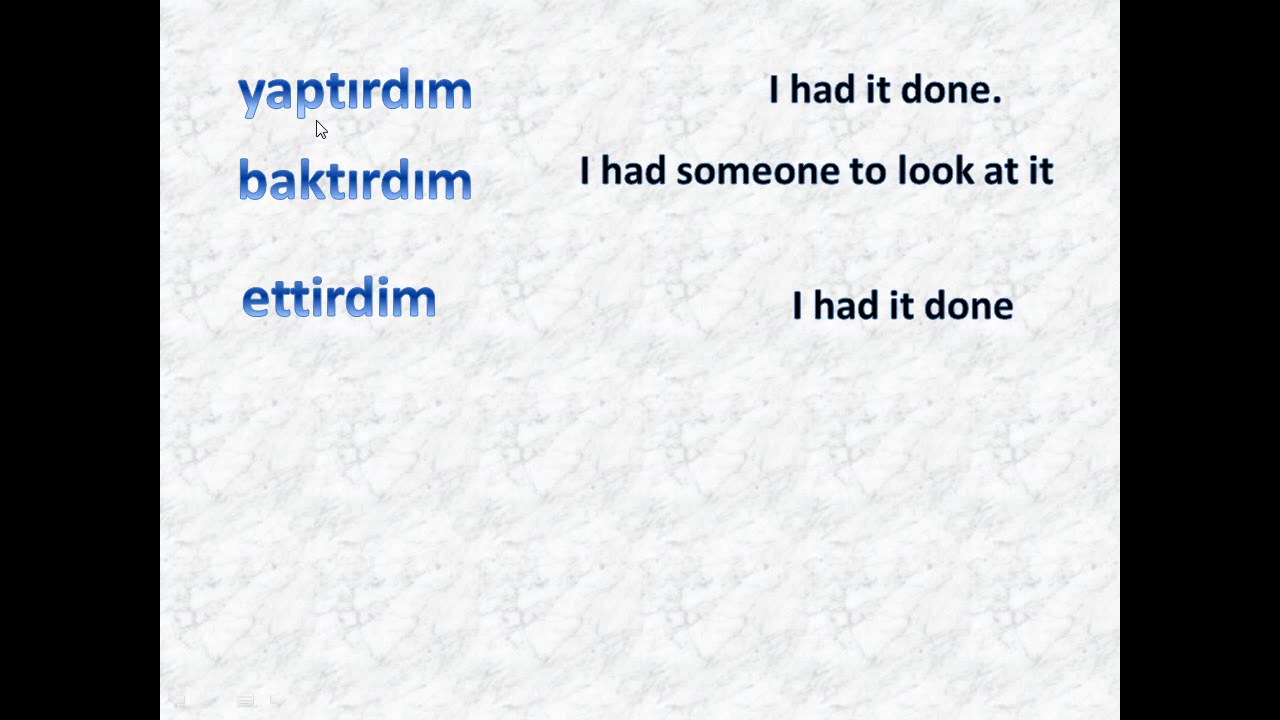 yaptırdım I had it done.
baktırdım I had someone to look at it
ettirdim I had it done